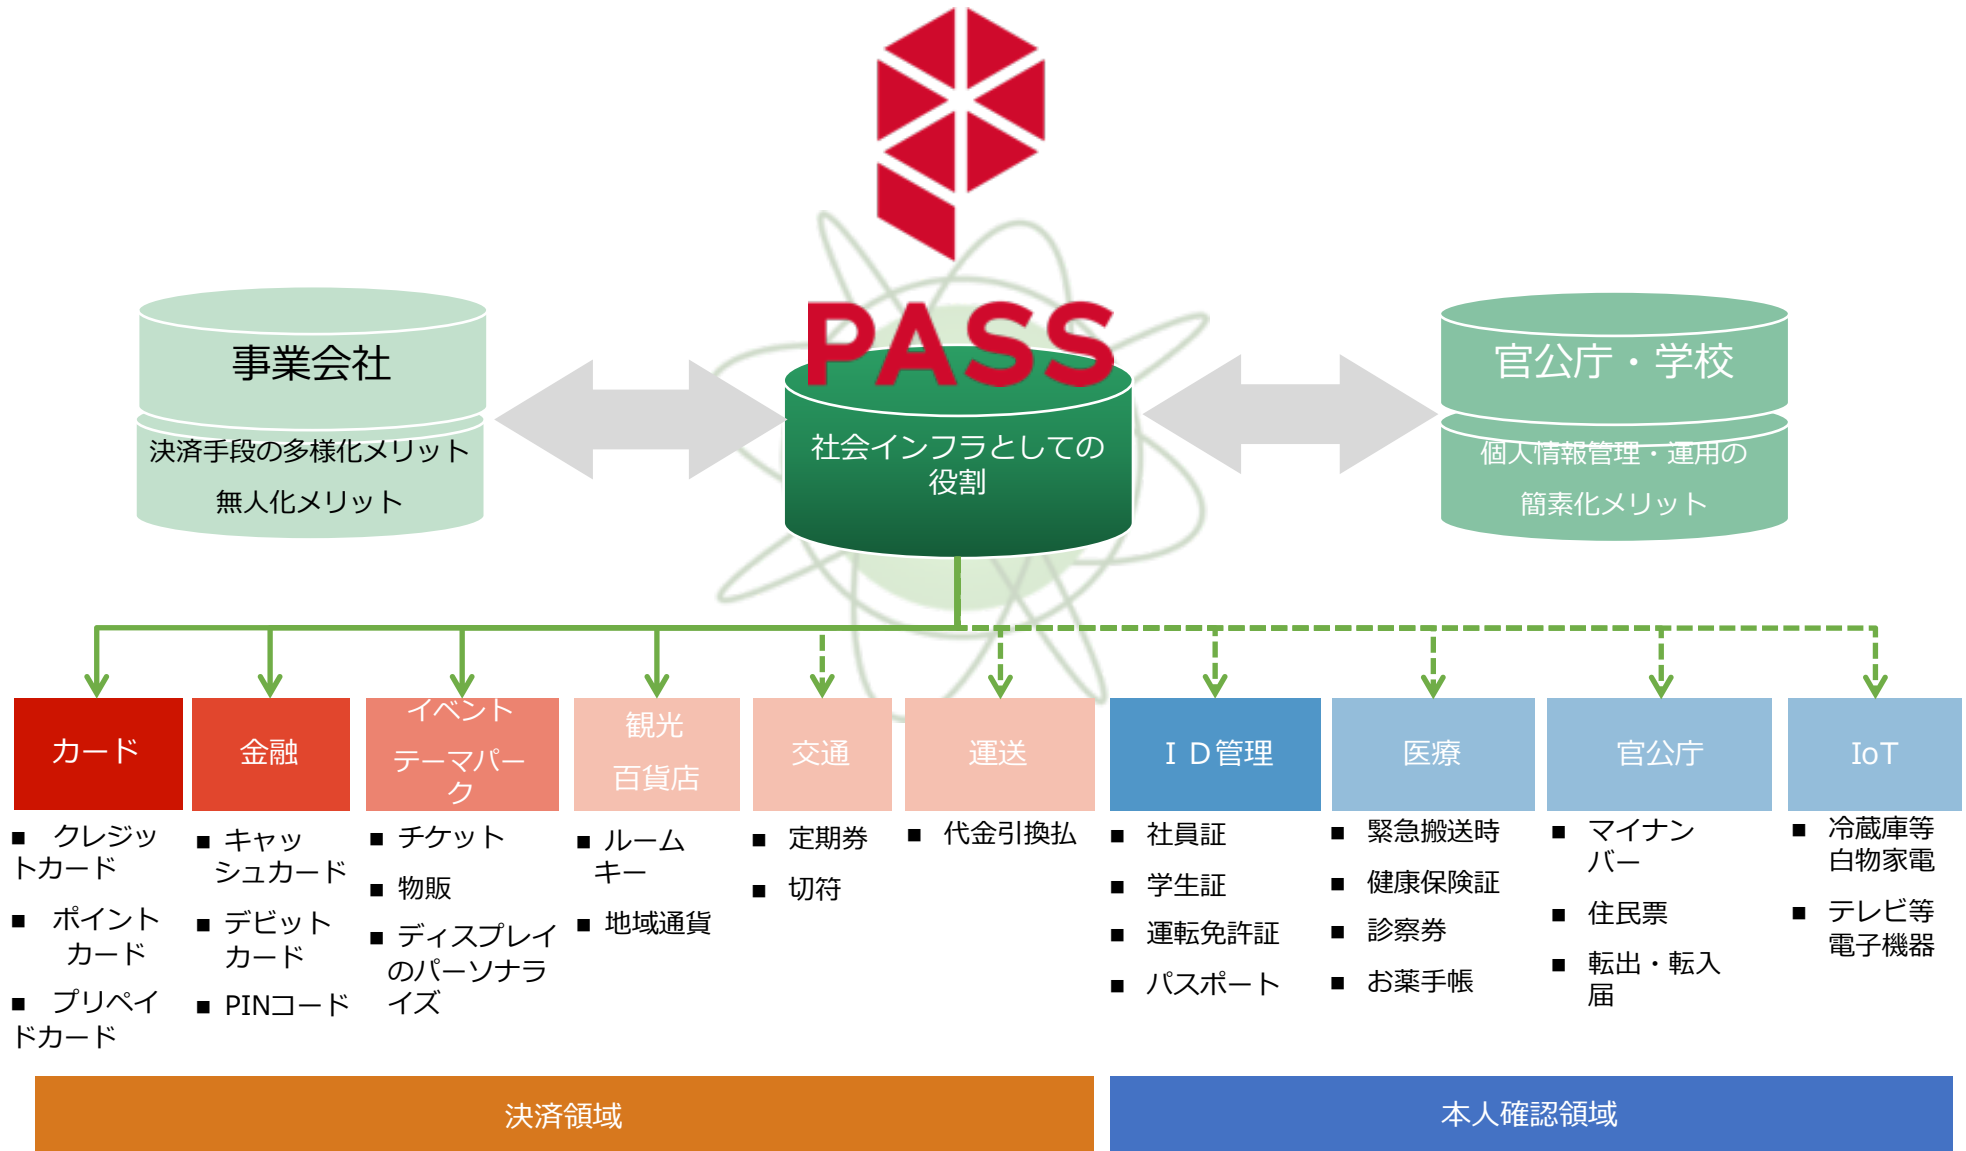 PASS
事業会社
決済手段の多様化メリット
無人化メリット
社会インフラとしての
役割
官公庁・学校
個人情報管理・運用の
簡素化メリット
カード
■ クレジッ
トカード
■ ポイント
カード
■ プリペイ
ドカード
金融
■ キャッ
シュカード
■ デビット
カード
■ PINコード
イベント
テーマパー
ク
■ チケット
■ 物販
■ ディスプレイ
のパーソナラ
イズ
観光
百貨店
■ ルーム
キー
■ 地域通貨
交通
■ 定期券
■ 切符
運送
■ 代金引換払
ＩＤ管理
■ 社員証
■ 学生証
■ 運転免許証
■ パスポート
医療
■ 緊急搬送時
■ 健康保険証
■ 診察券
■ お薬手帳
官公庁
■ マイナン
バー
■ 住民票
■ 転出・転入
届
IoT
■ 冷蔵庫等
白物家電
■ テレビ等
電子機器
決済領域
本人確認領域